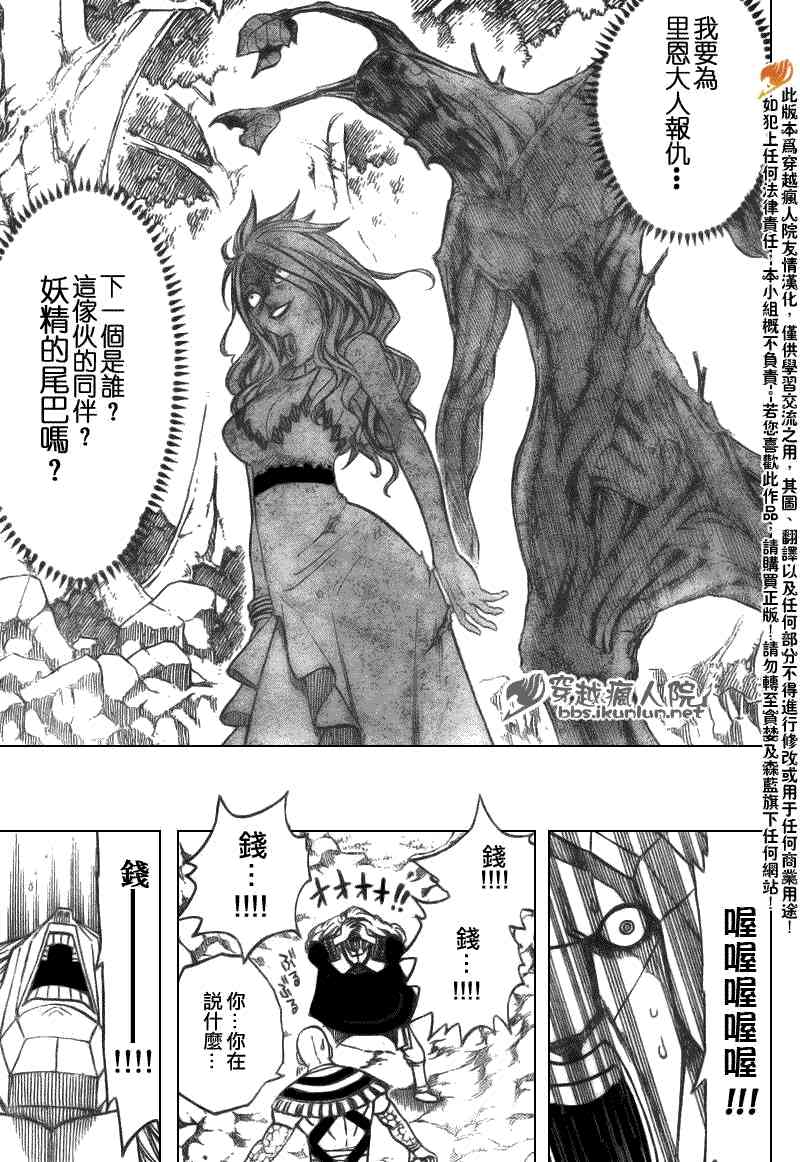 此版本爲穿越瘋人院友情漢化，僅供學習交流之用，其圖、翻譯以及任何部分不得進行修改或用于任何商業用途！
如犯上任何法律責任，本小組概不負責。若您喜歡此作品，請購買正版！請勿轉至貪婪及森藍旗下任何網站！
我要為
里恩大人報仇…
下一個是誰？
這傢伙的同伴？
妖精的尾巴嗎？
穿越瘋人院
bbs.ikunlun.net
喔喔喔喔喔!!!
錢!!!!
錢…!!!!
錢…!!!!
オオオオ!!
你…你在
説什麼…
錢——!!!!